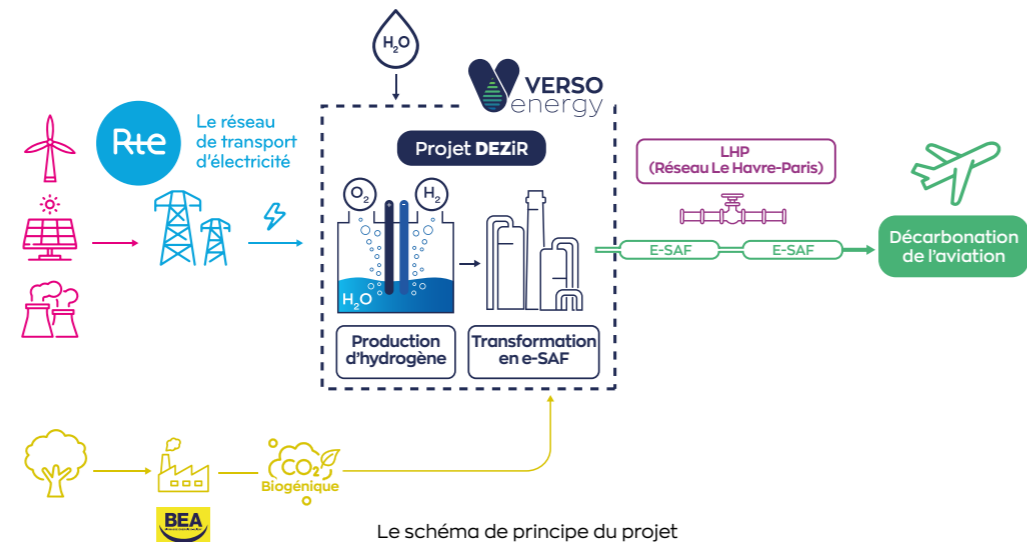 H₂O
VERSO
energy
Rte
Le réseau
de transport
d'électricité
Projet DEZiR
LHP
(Réseau Le Havre-Paris)
O₂
H₂
H₂O
E-SAF
E-SAF
Décarbonation
de l'aviation
Production
d'hydrogène
Transformation
en e-SAF
CO₂
Biogénique
BEA
Le schéma de principe du projet